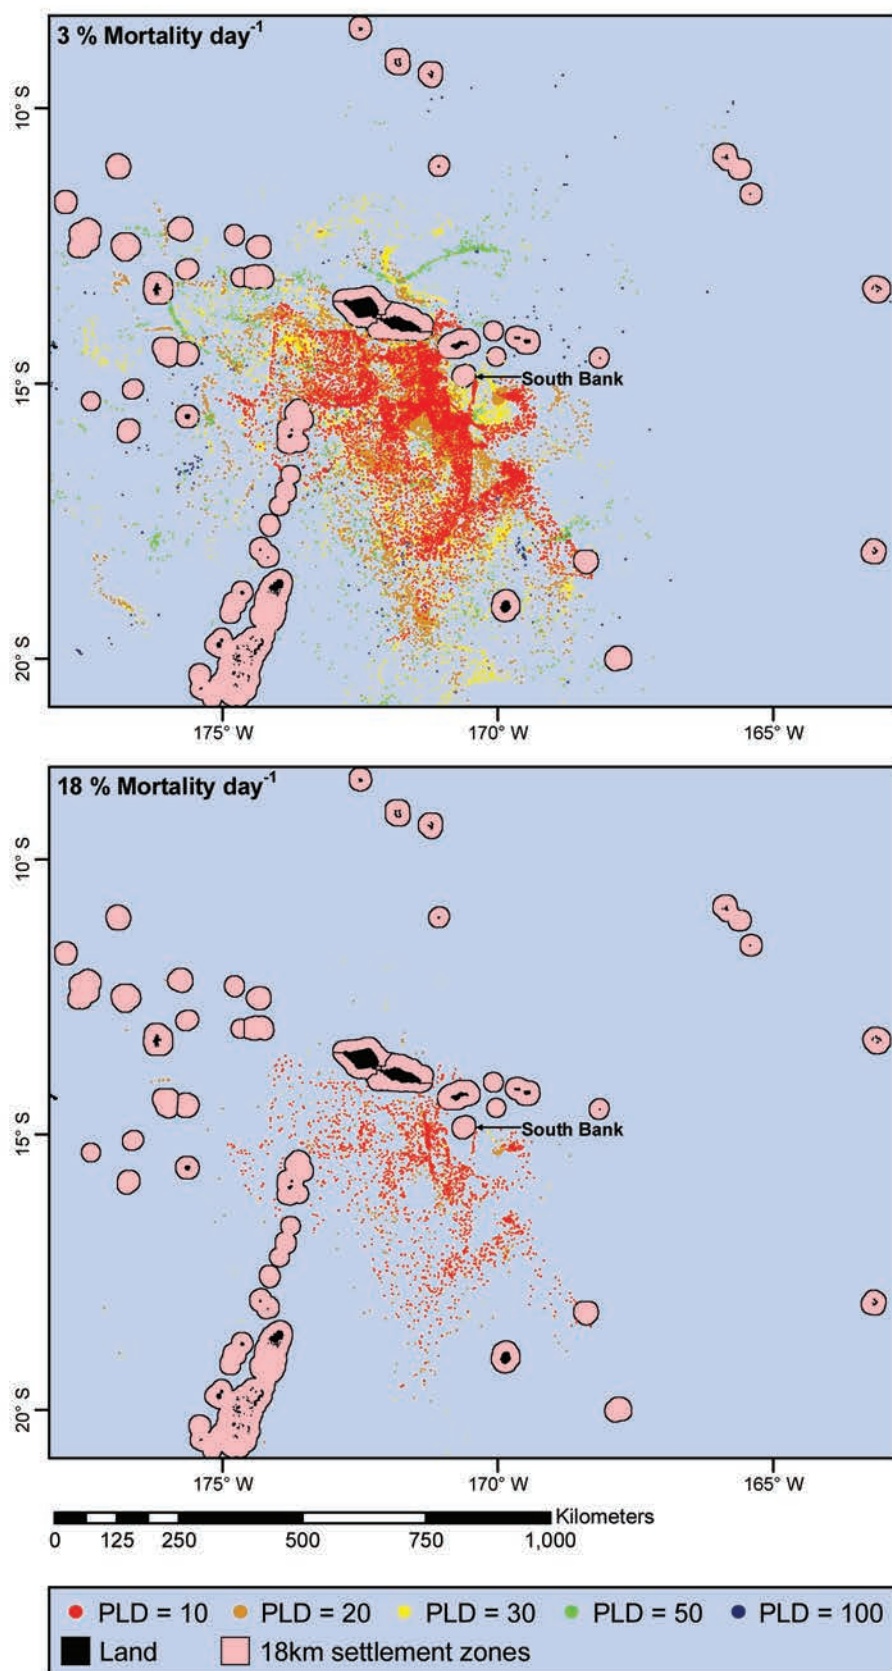 3 % Mortality day-1
10° S
15° S
20° S
South Bank
175° W
170° W
165° W
18 % Mortality day-1
10° S
15° S
20° S
South Bank
175° W
170° W
165° W
Kilometers
0 125 250 500 750 1,000
PLD = 10 PLD = 20 PLD = 30 PLD = 50 PLD = 100
Land 18km settlement zones